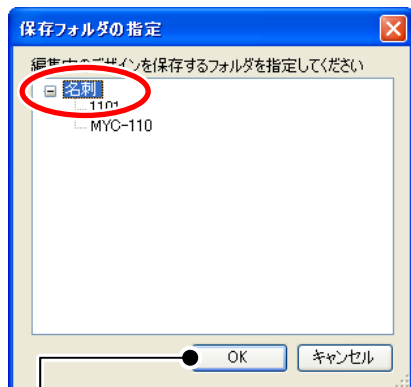 保存フォルダの指定
編集中のデザインを保存するフォルダを指定してください
名刺
1101
MYC-110
OK
キャンセル